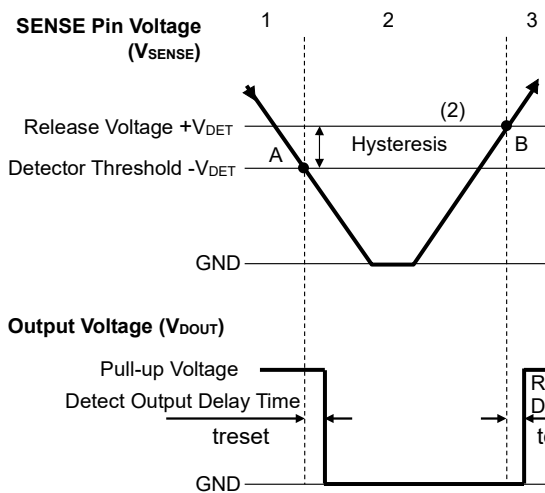 SENSE Pin Voltage
(VSENSE)
1
2
3
Release Voltage +VDET
(2)
A
Hysteresis
B
Detector Threshold -VDET
GND
Output Voltage (VDOUT)
Pull-up Voltage
Detect Output Delay Time
treset
R
D
GND